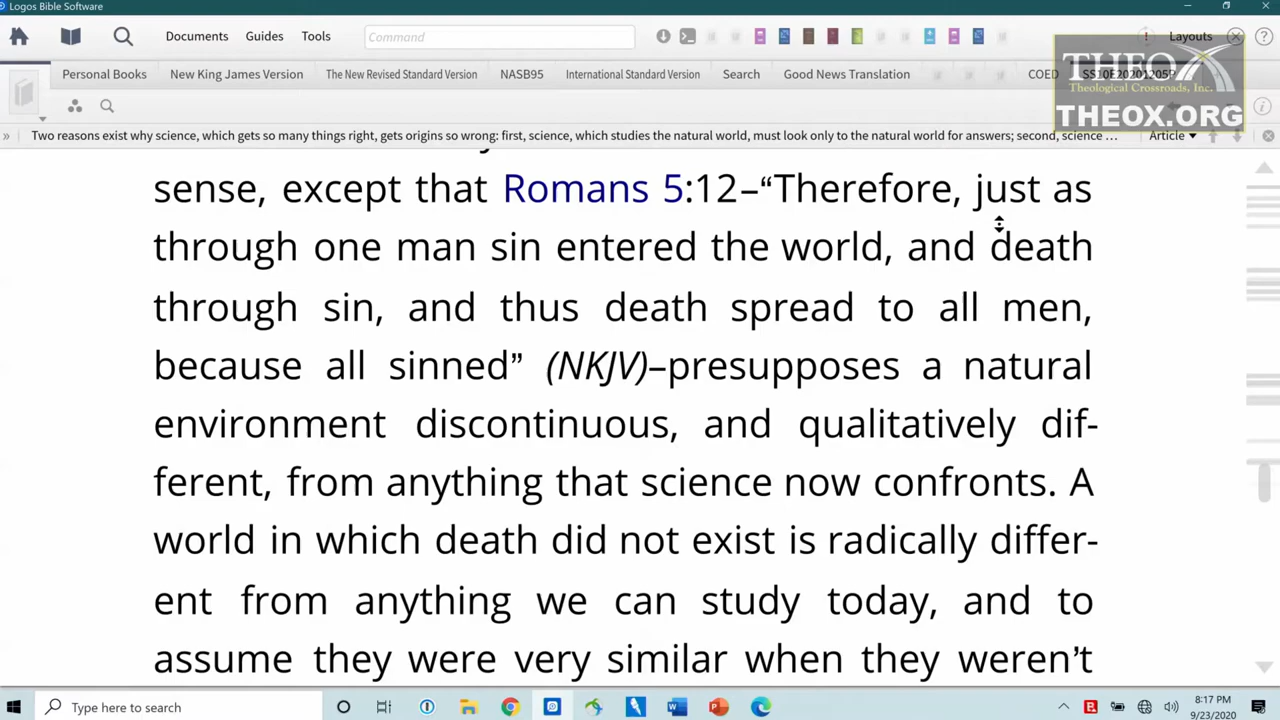 Logos Bible Software
Documents Guides Tools Command Layouts
Personal Books New King James Version The New Revised Standard Version NASB95 International Standard Version Search Good News Translation COED SS10E20201205P
THEOX
Theological Crossroads, Inc.
THEOX.ORG
Two reasons exist why science, which gets so many things right, gets origins so wrong: first, science, which studies the natural world, must look only to the natural world for answers; second, science ... Article
sense, except that Romans 5:12–“Therefore, just as
through one man sin entered the world, and death
through sin, and thus death spread to all men,
because all sinned” (NKJV)–presupposes a natural
environment discontinuous, and qualitatively dif-
ferent, from anything that science now confronts. A
world in which death did not exist is radically differ-
ent from anything we can study today, and to
assume they were very similar when they weren’t
Type here to search
8:17 PM
9/23/2020